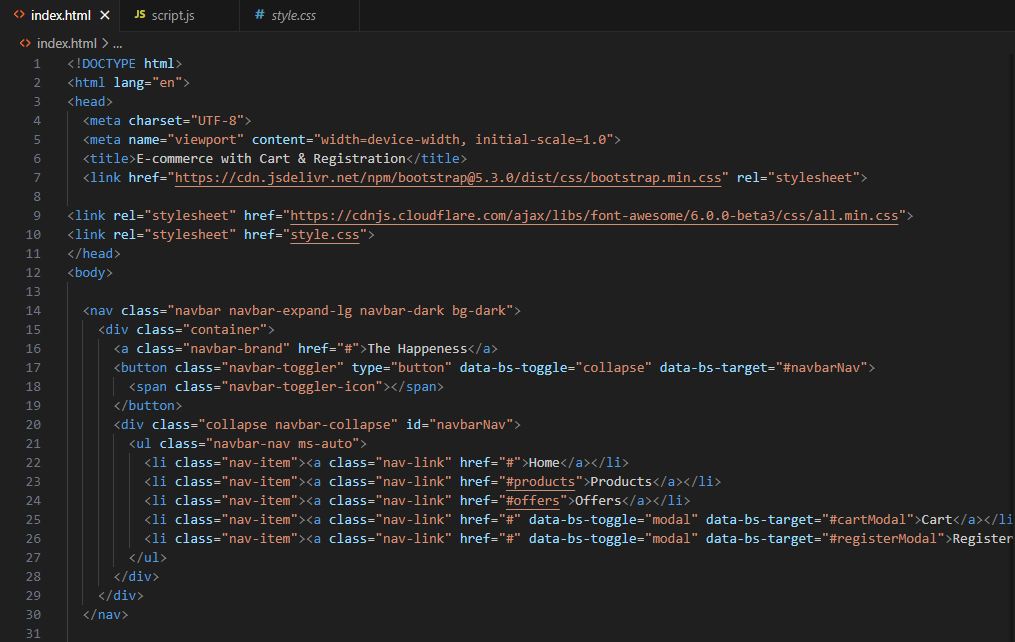 index.html
script.js
style.css
index.html > ...
1 <!DOCTYPE html>
2 <html lang="en">
3 <head>
4   <meta charset="UTF-8">
5   <meta name="viewport" content="width=device-width, initial-scale=1.0">
6   <title>E-commerce with Cart & Registration</title>
7   <link href="https://cdn.jsdelivr.net/npm/bootstrap@5.3.0/dist/css/bootstrap.min.css" rel="stylesheet">
8
9 <link rel="stylesheet" href="https://cdnjs.cloudflare.com/ajax/libs/font-awesome/6.0.0-beta3/css/all.min.css">
10 <link rel="stylesheet" href="style.css">
11 </head>
12 <body>
13
14   <nav class="navbar navbar-expand-lg navbar-dark bg-dark">
15     <div class="container">
16       <a class="navbar-brand" href="#">The Happeness</a>
17       <button class="navbar-toggler" type="button" data-bs-toggle="collapse" data-bs-target="#navbarNav">
18         <span class="navbar-toggler-icon"></span>
19       </button>
20       <div class="collapse navbar-collapse" id="navbarNav">
21         <ul class="navbar-nav ms-auto">
22           <li class="nav-item"><a class="nav-link" href="#">Home</a></li>
23           <li class="nav-item"><a class="nav-link" href="#products">Products</a></li>
24           <li class="nav-item"><a class="nav-link" href="#offers">Offers</a></li>
25           <li class="nav-item"><a class="nav-link" href="#" data-bs-toggle="modal" data-bs-target="#cartModal">Cart</a></li
26           <li class="nav-item"><a class="nav-link" href="#" data-bs-toggle="modal" data-bs-target="#registerModal">Register
27         </ul>
28       </div>
29     </div>
30   </nav>
31